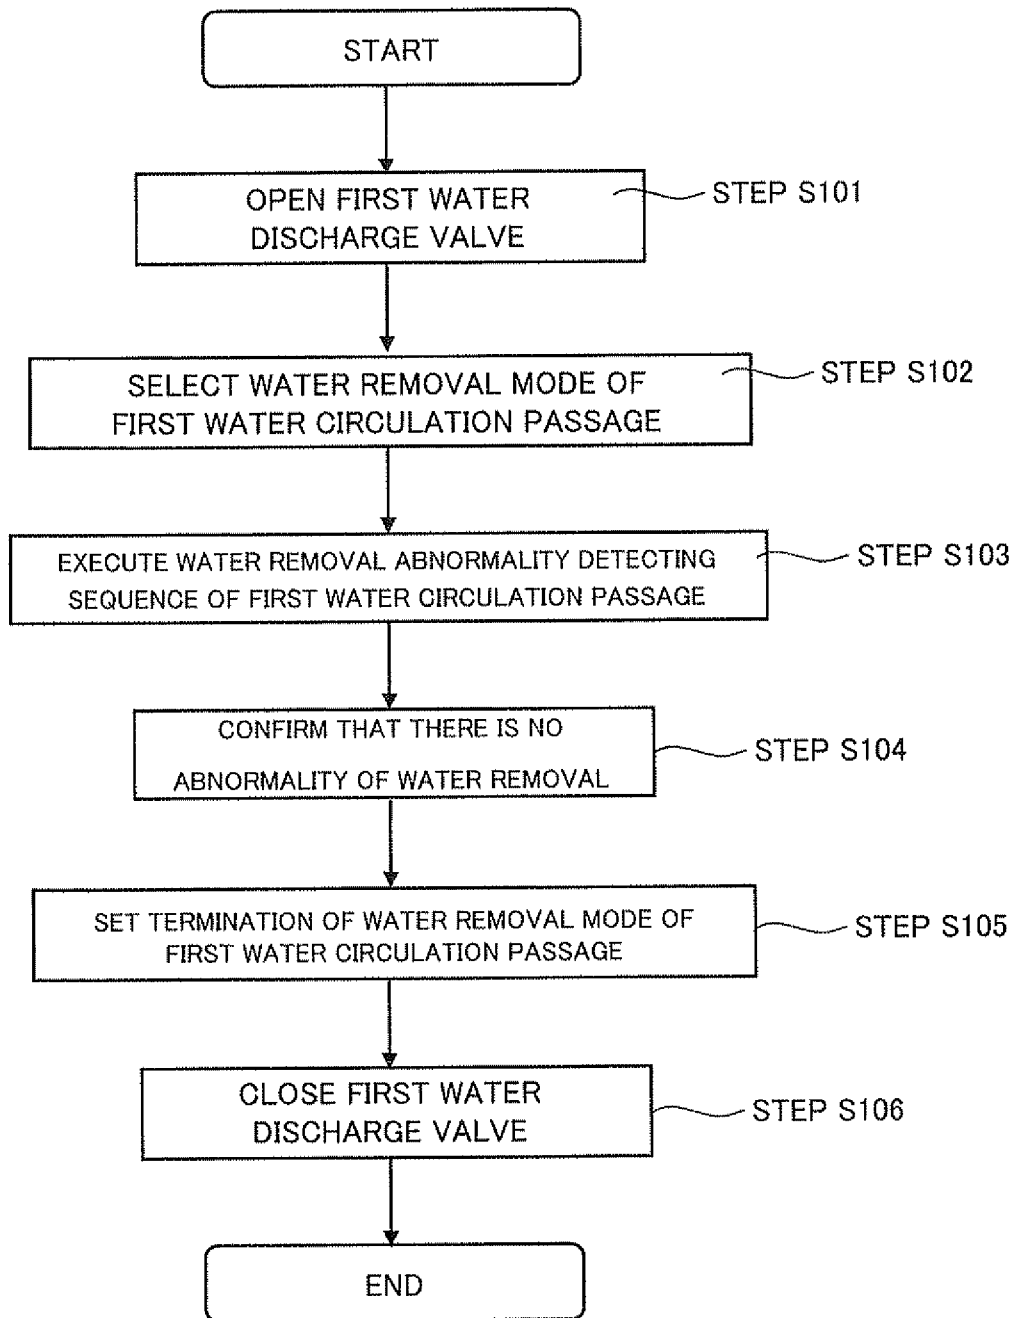 START
OPEN FIRST WATER
DISCHARGE VALVE
STEP S101
SELECT WATER REMOVAL MODE OF
FIRST WATER CIRCULATION PASSAGE
STEP S102
EXECUTE WATER REMOVAL ABNORMALITY DETECTING
SEQUENCE OF FIRST WATER CIRCULATION PASSAGE
STEP S103
CONFIRM THAT THERE IS NO
ABNORMALITY OF WATER REMOVAL
STEP S104
SET TERMINATION OF WATER REMOVAL MODE OF
FIRST WATER CIRCULATION PASSAGE
STEP S105
CLOSE FIRST WATER
DISCHARGE VALVE
STEP S106
END